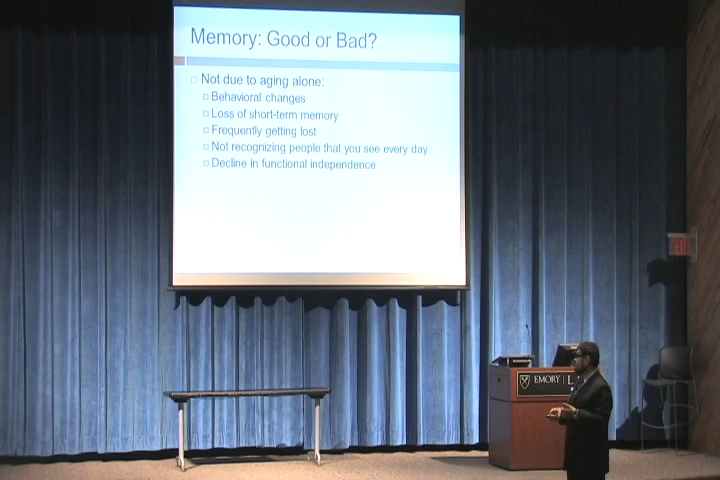 Memory: Good or Bad?
Not due to aging alone:
Behavioral changes
Loss of short-term memory
Frequently getting lost
Not recognizing people that you see every day
Decline in functional independence
EXIT
EMORY